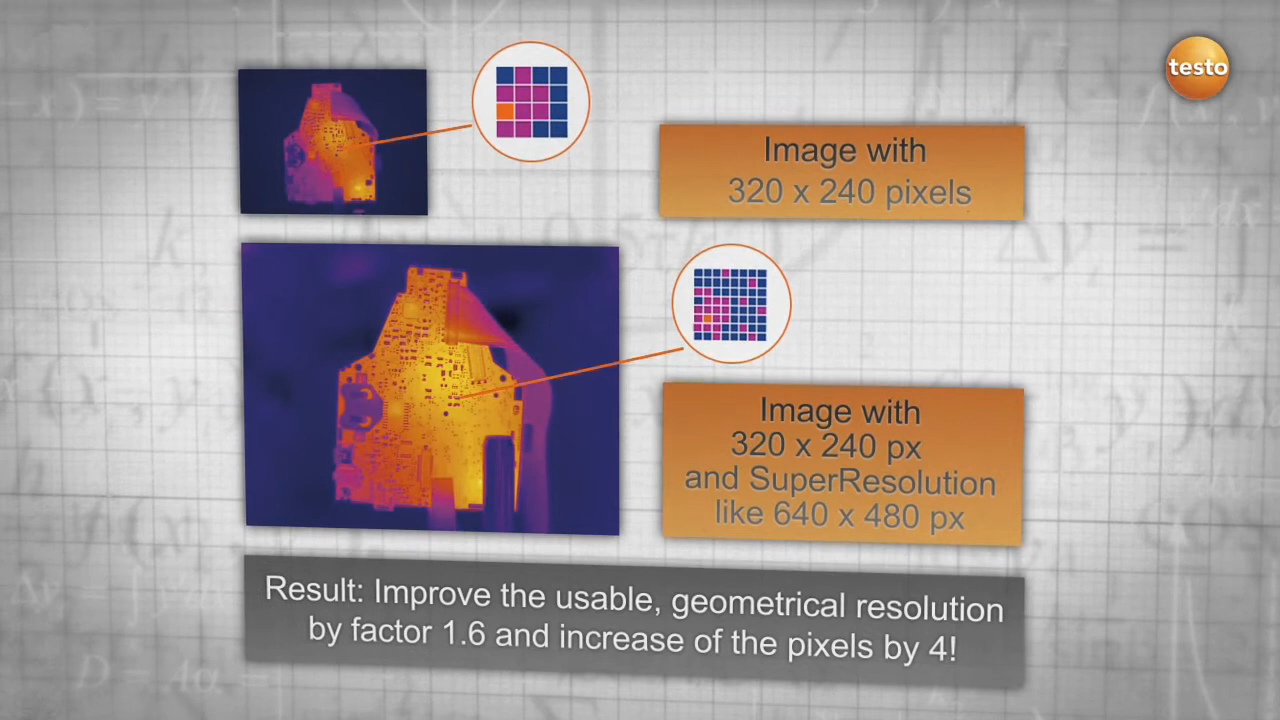 testo
Image with
320 x 240 pixels
Image with
320 x 240 px
and SuperResolution
like 640 x 480 px
Result: Improve the usable, geometrical resolution
by factor 1.6 and increase of the pixels by 4!